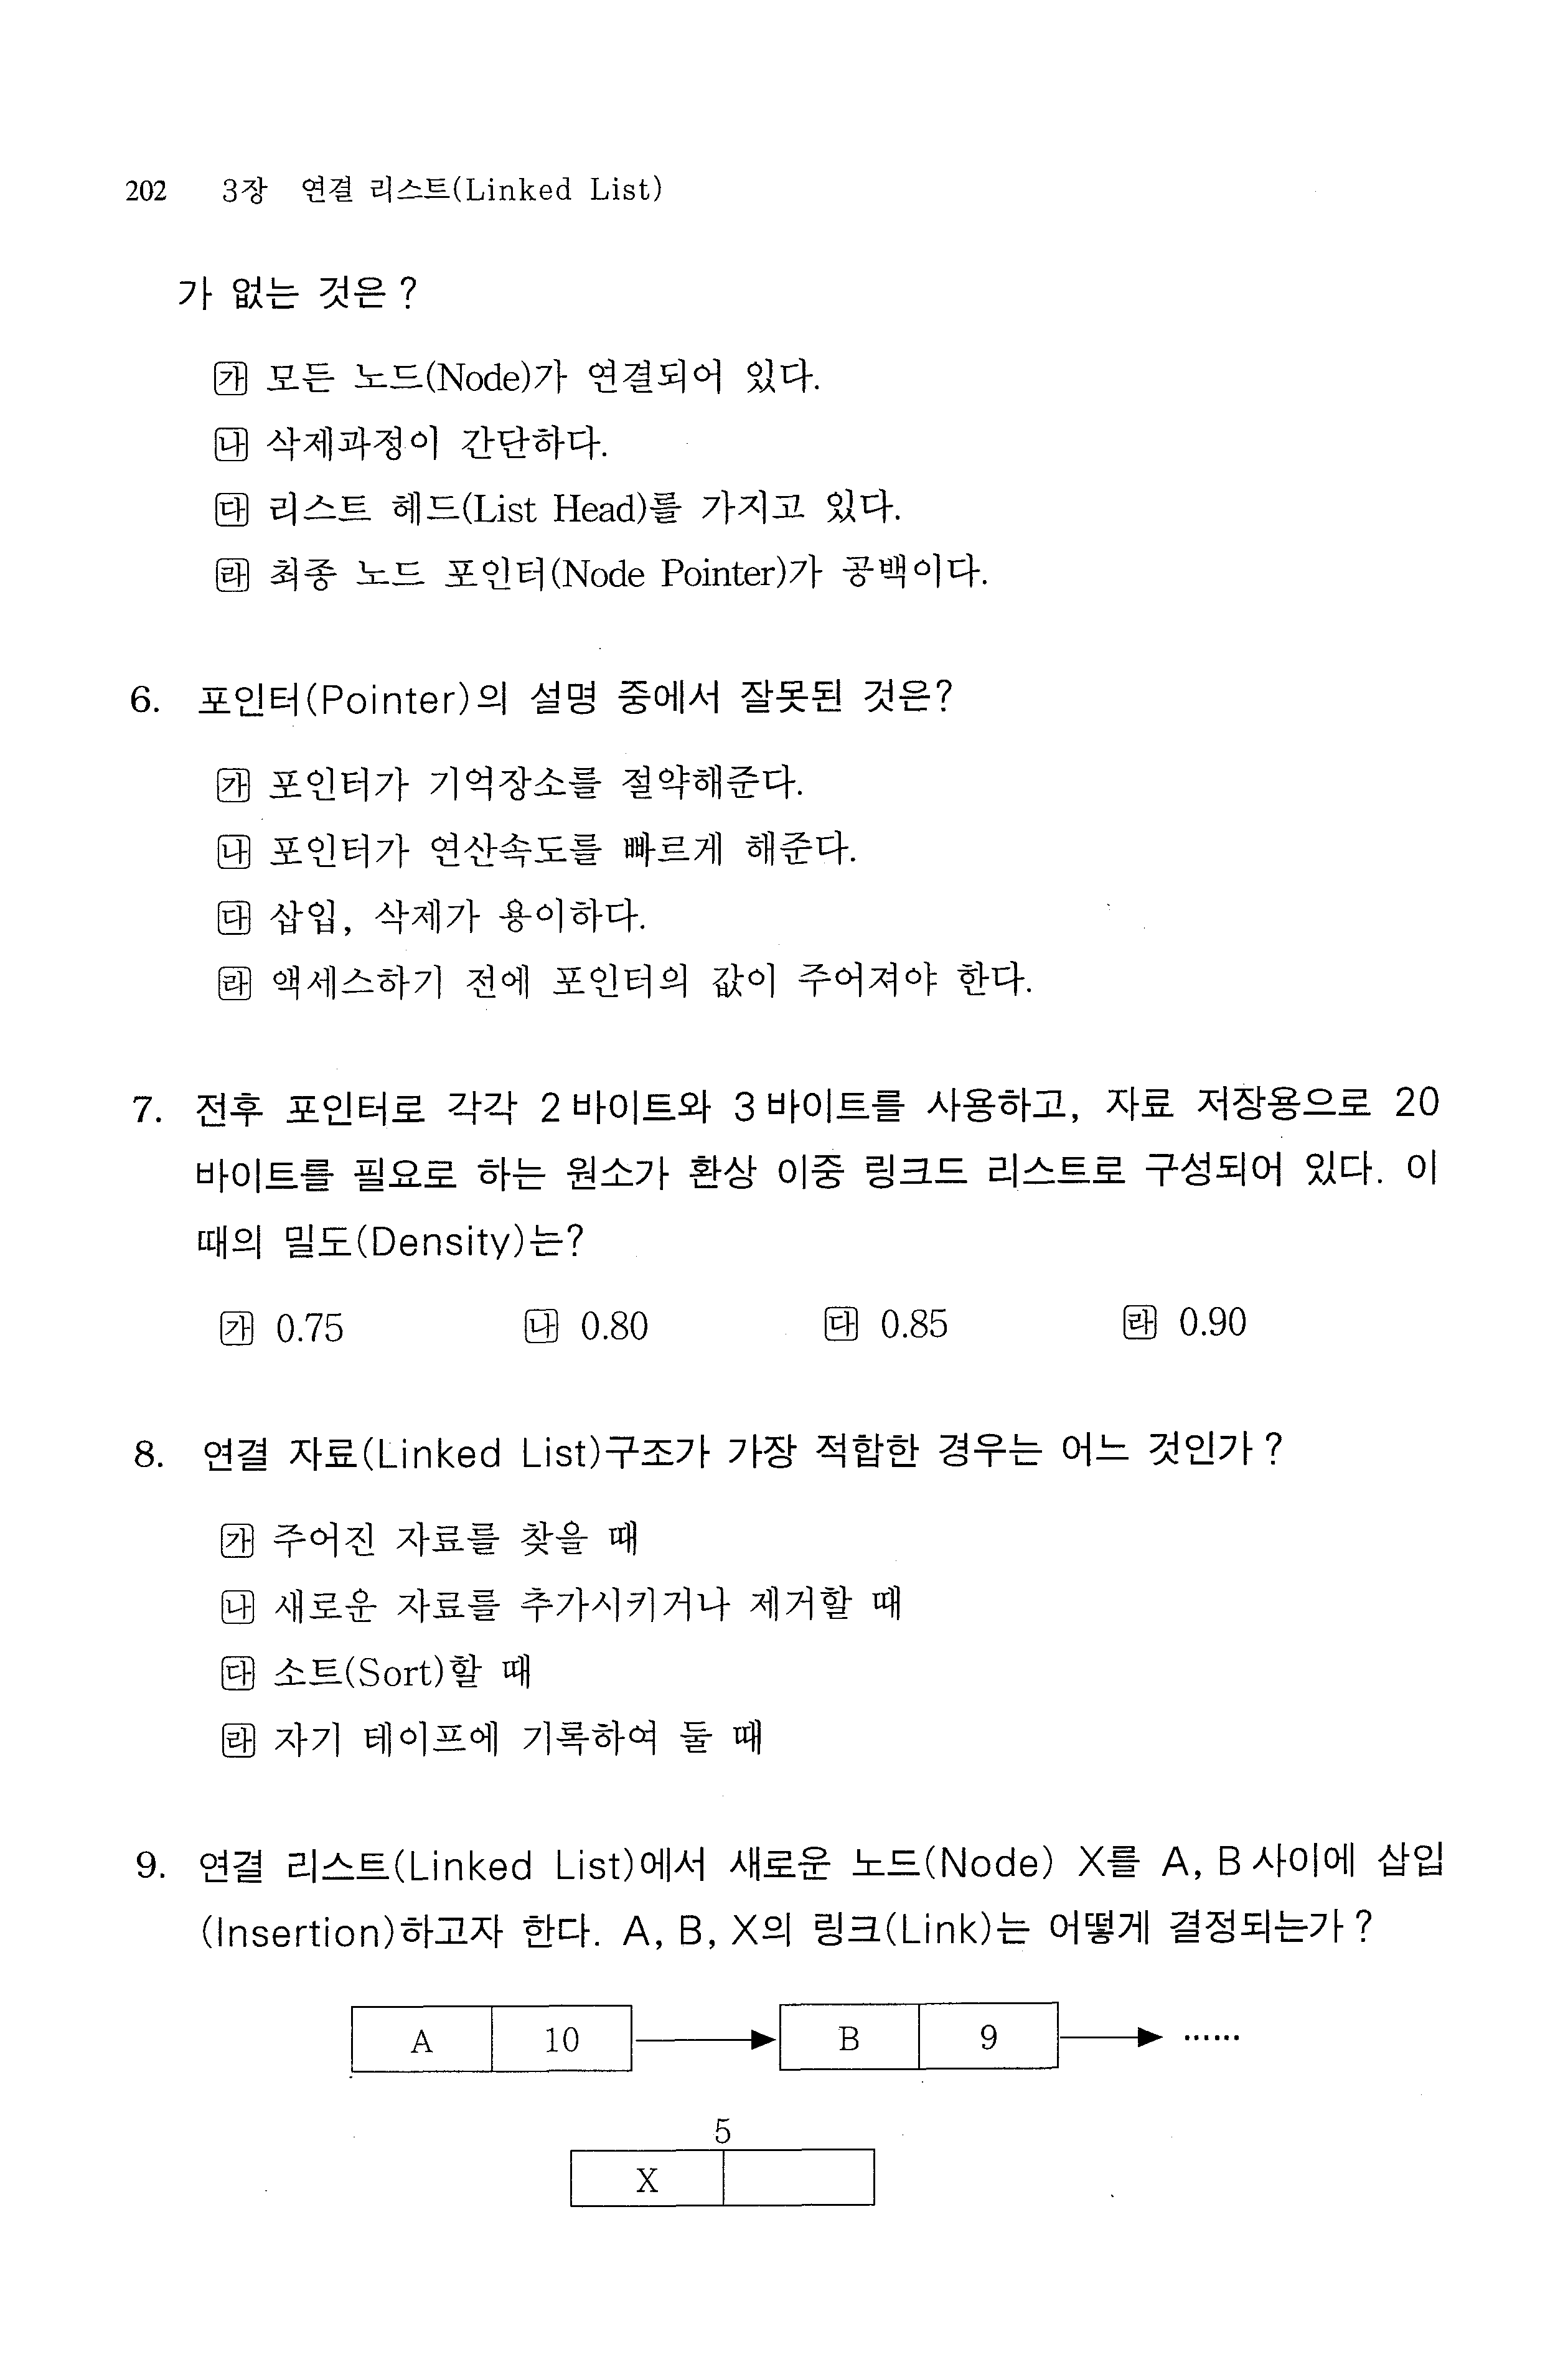 202 3장 연결 리스트(Linked List)
가 없는 것은?
㉮ 모든 노드(Node)가 연결되어 있다.
㉯ 삭제과정이 간단하다.
㉰ 리스트 헤드(List Head)를 가지고 있다.
㉱ 최종 노드 포인터(Node Pointer)가 공백이다.
6. 포인터(Pointer)의 설명 중에서 잘못된 것은?
㉮ 포인터가 기억장소를 절약해준다.
㉯ 포인터가 연산속도를 빠르게 해준다.
㉰ 삽입, 삭제가 용이하다.
㉱ 액세스하기 전에 포인터의 값이 주어져야 한다.
7. 전후 포인터로 각각 2바이트와 3바이트를 사용하고, 자료 저장용으로 20
바이트를 필요로 하는 원소가 환상 이중 링크드 리스트로 구성되어 있다. 이
때의 밀도(Density)는?
㉮ 0.75 ㉯ 0.80 ㉰ 0.85 ㉱ 0.90
8. 연결 자료(Linked List)구조가 가장 적합한 경우는 어느 것인가?
㉮ 주어진 자료를 찾을 때
㉯ 새로운 자료를 추가시키거나 제거할 때
㉰ 소트(Sort)할 때
㉱ 자기 테이프에 기록하여 둘 때
9. 연결 리스트(Linked List)에서 새로운 노드(Node) X를 A, B사이에 삽입
(Insertion)하고자 한다. A, B, X의 링크(Link)는 어떻게 결정되는가?
A 10 B 9 ……
5
X